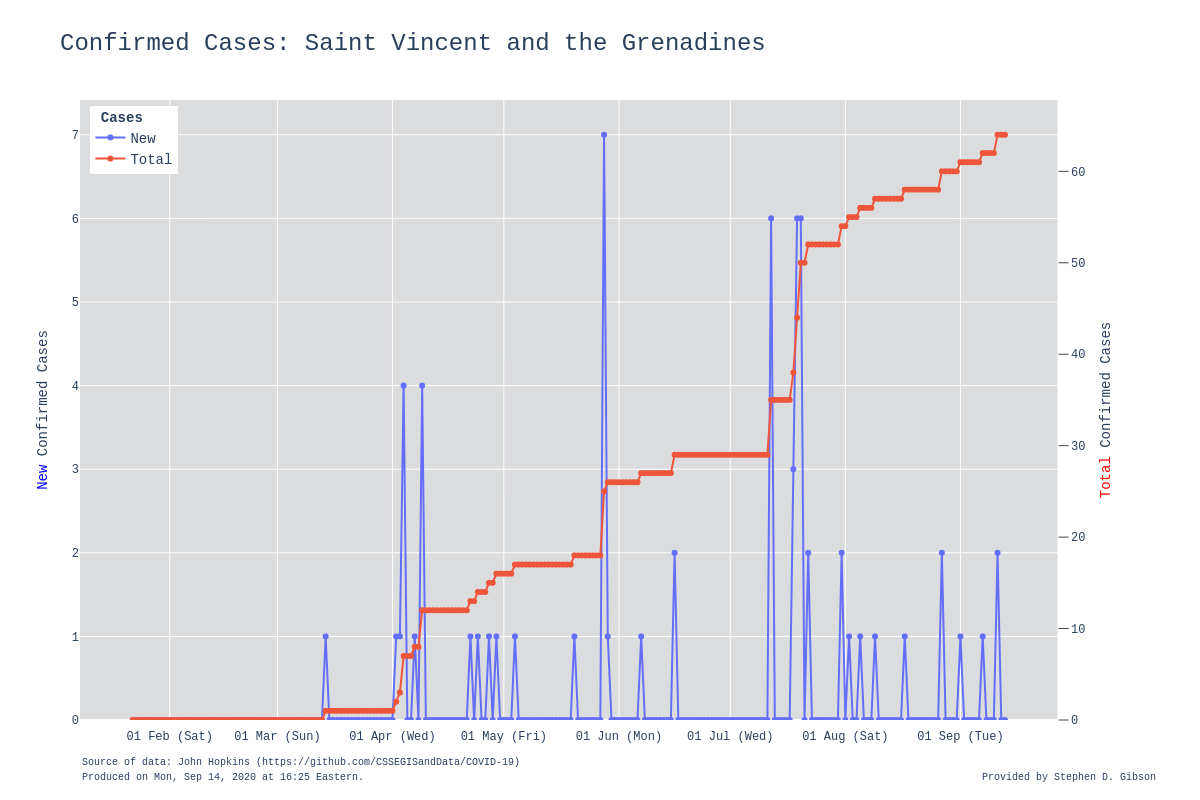 Confirmed Cases: Saint Vincent and the Grenadines
Cases
New
Total
7
6
5
4
3
2
1
0
60
50
40
30
20
10
0
New Confirmed Cases
Total Confirmed Cases
01 Feb (Sat) 01 Mar (Sun) 01 Apr (Wed) 01 May (Fri) 01 Jun (Mon) 01 Jul (Wed) 01 Aug (Sat) 01 Sep (Tue)
Source of data: John Hopkins (https://github.com/CSSEGISandData/COVID-19)
Produced on Mon, Sep 14, 2020 at 16:25 Eastern.
Provided by Stephen D. Gibson